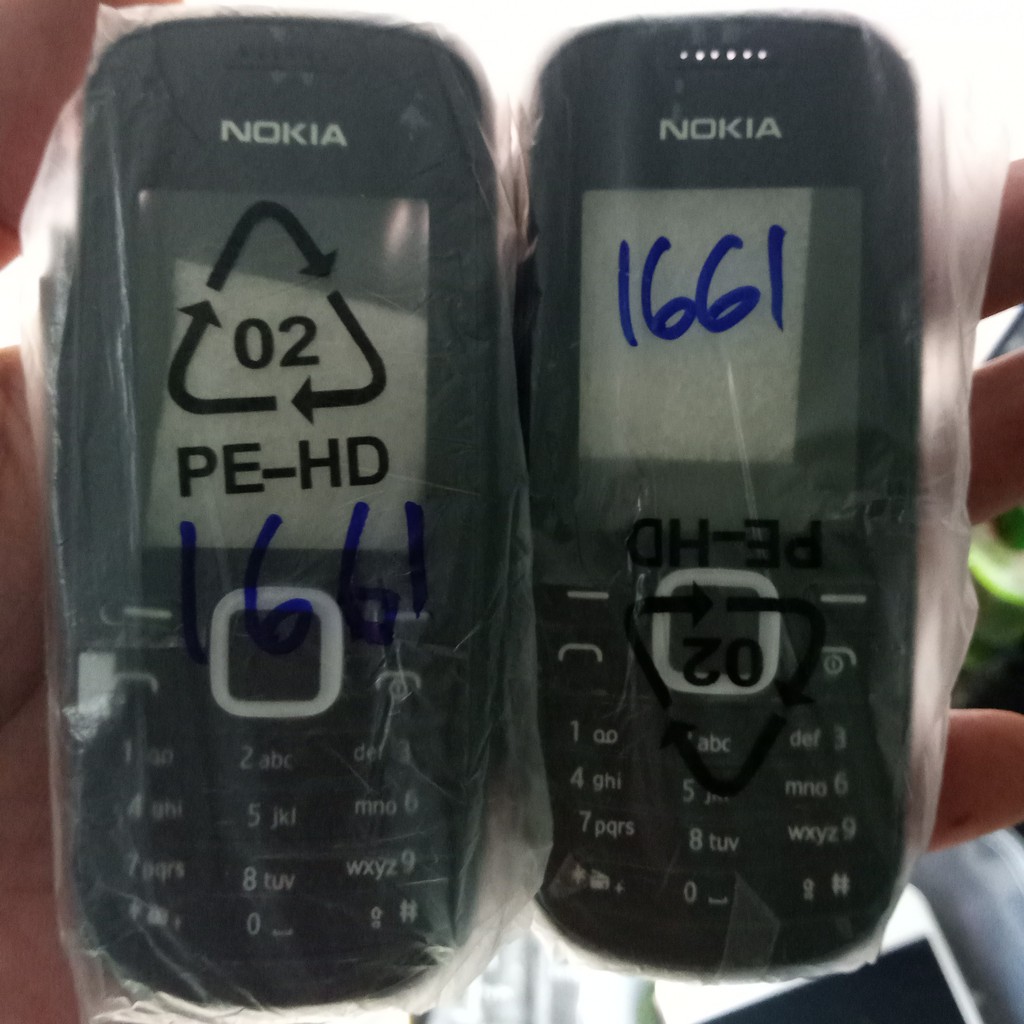 NOKIA
02
PE-HD
1661
1
2 abc
def 3
4 ghi
5 jkl
mno 6
7 pqrs
8 tuv
wxyz 9
* +
0
#
NOKIA
1661
PE-HD
02
1
abc
def 3
4 ghi
5 jkl
mno 6
7 pqrs
8 tuv
wxyz 9
* +
0
#